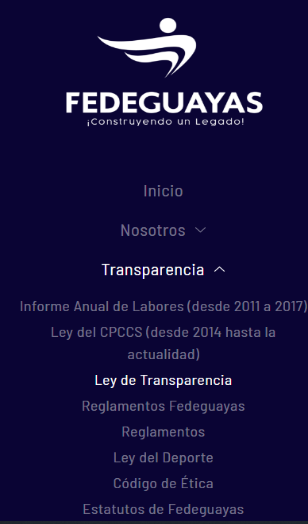 FEDEGUAYAS
¡Construyendo un Legado!
Inicio
Nosotros
Transparencia
Informe Anual de Labores (desde 2011 a 2017)
Ley del CPCCS (desde 2014 hasta la
actualidad)
Ley de Transparencia
Reglamentos Fedeguayas
Reglamentos
Ley del Deporte
Código de Ética
Estatutos de Fedeguayas